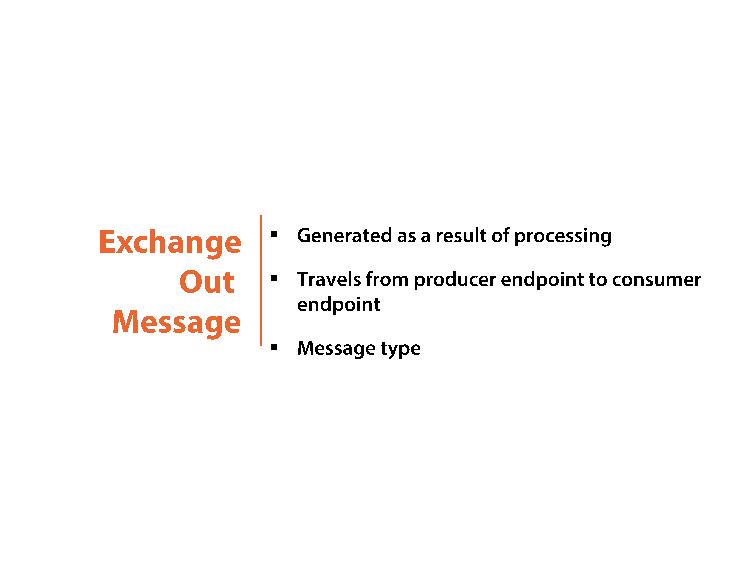 Exchange
Out
Message
▪ Generated as a result of processing
▪ Travels from producer endpoint to consumer
endpoint
▪ Message type